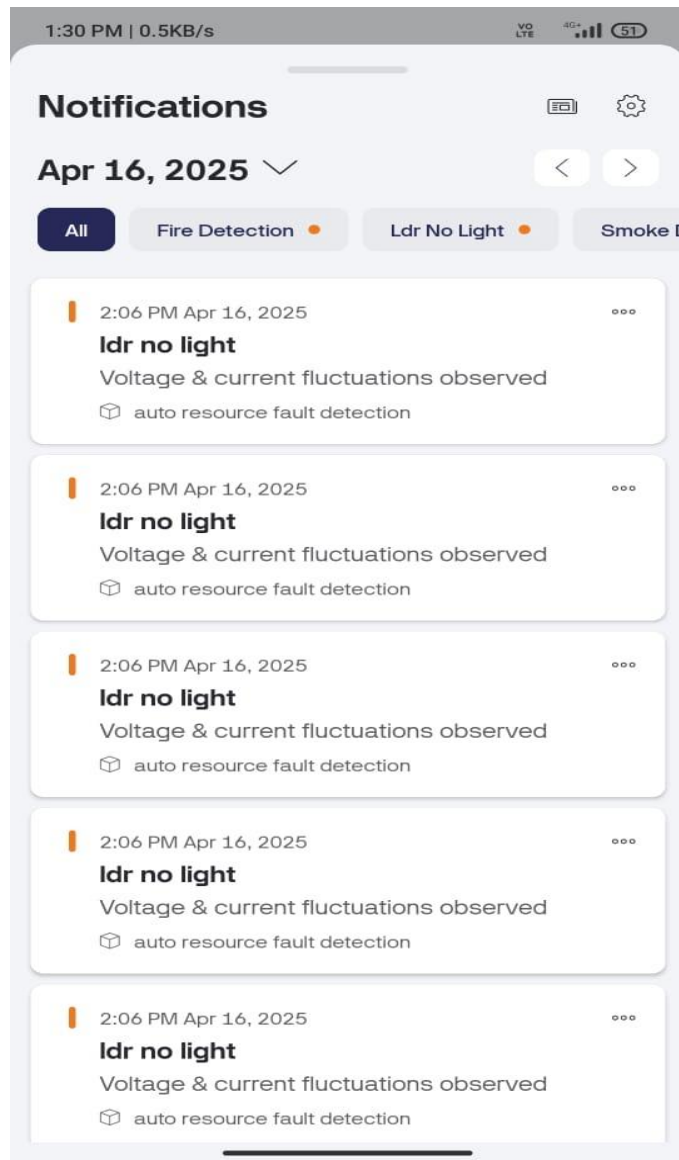 1:30 PM | 0.5KB/s VO LTE 4G+ 51
Notifications
Apr 16, 2025
All Fire Detection Ldr No Light Smoke
2:06 PM Apr 16, 2025
ldr no light
Voltage & current fluctuations observed
auto resource fault detection
2:06 PM Apr 16, 2025
ldr no light
Voltage & current fluctuations observed
auto resource fault detection
2:06 PM Apr 16, 2025
ldr no light
Voltage & current fluctuations observed
auto resource fault detection
2:06 PM Apr 16, 2025
ldr no light
Voltage & current fluctuations observed
auto resource fault detection
2:06 PM Apr 16, 2025
ldr no light
Voltage & current fluctuations observed
auto resource fault detection